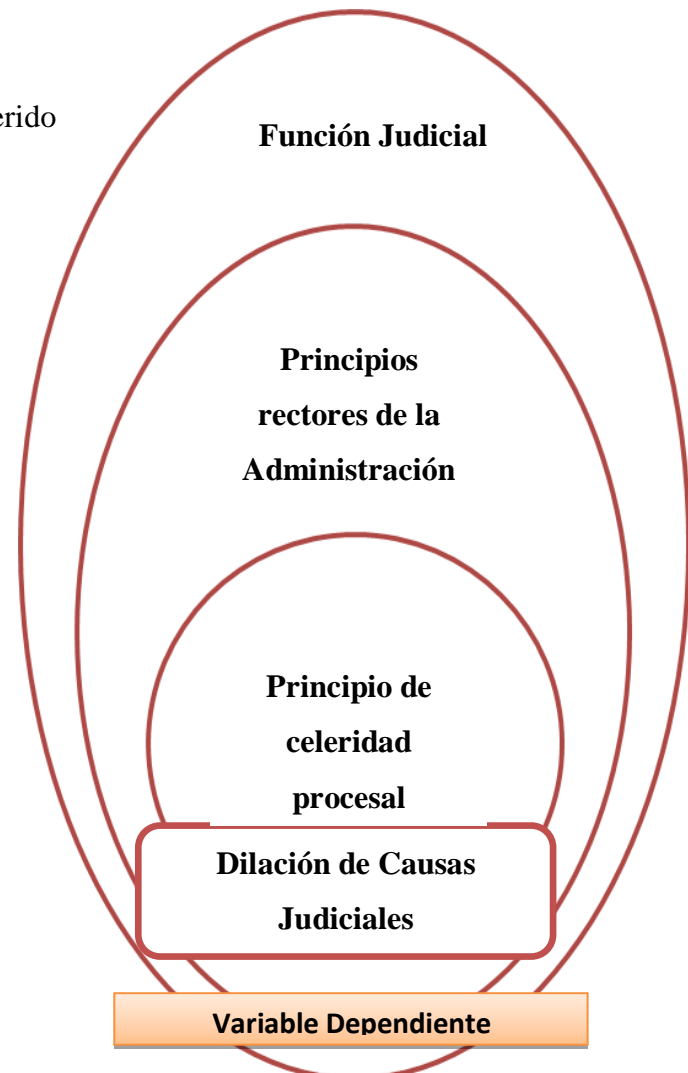 erido
Función Judicial
Principios
rectores de la
Administración
Principio de
celeridad
procesal
Dilación de Causas
Judiciales
Variable Dependiente